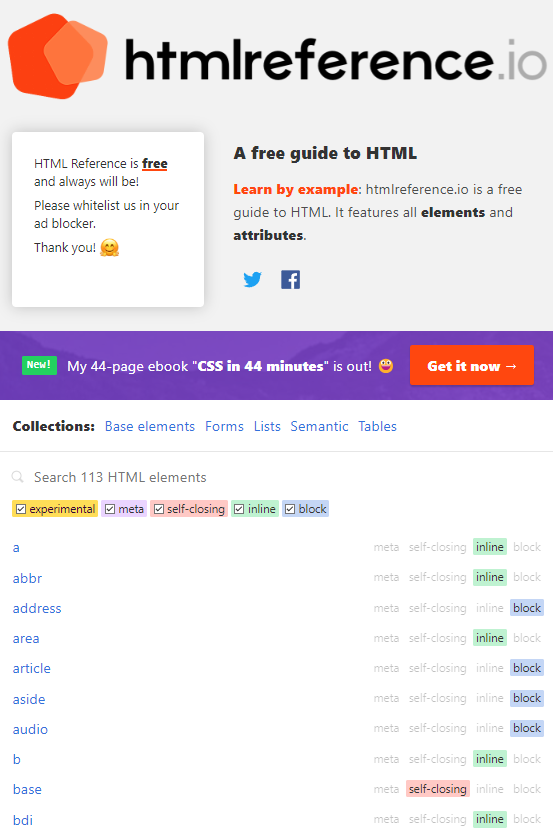 htmlreference.io
HTML Reference is free
and always will be!
Please whitelist us in your
ad blocker.
Thank you! 🤗
A free guide to HTML
Learn by example: htmlreference.io is a free
guide to HTML. It features all elements and
attributes.
New! My 44-page ebook "CSS in 44 minutes" is out! 😃 Get it now →
Collections: Base elements Forms Lists Semantic Tables
Search 113 HTML elements
experimental meta self-closing inline block
a meta self-closing inline block
abbr meta self-closing inline block
address meta self-closing inline block
area meta self-closing inline block
article meta self-closing inline block
aside meta self-closing inline block
audio meta self-closing inline block
b meta self-closing inline block
base meta self-closing inline block
bdi meta self-closing inline block